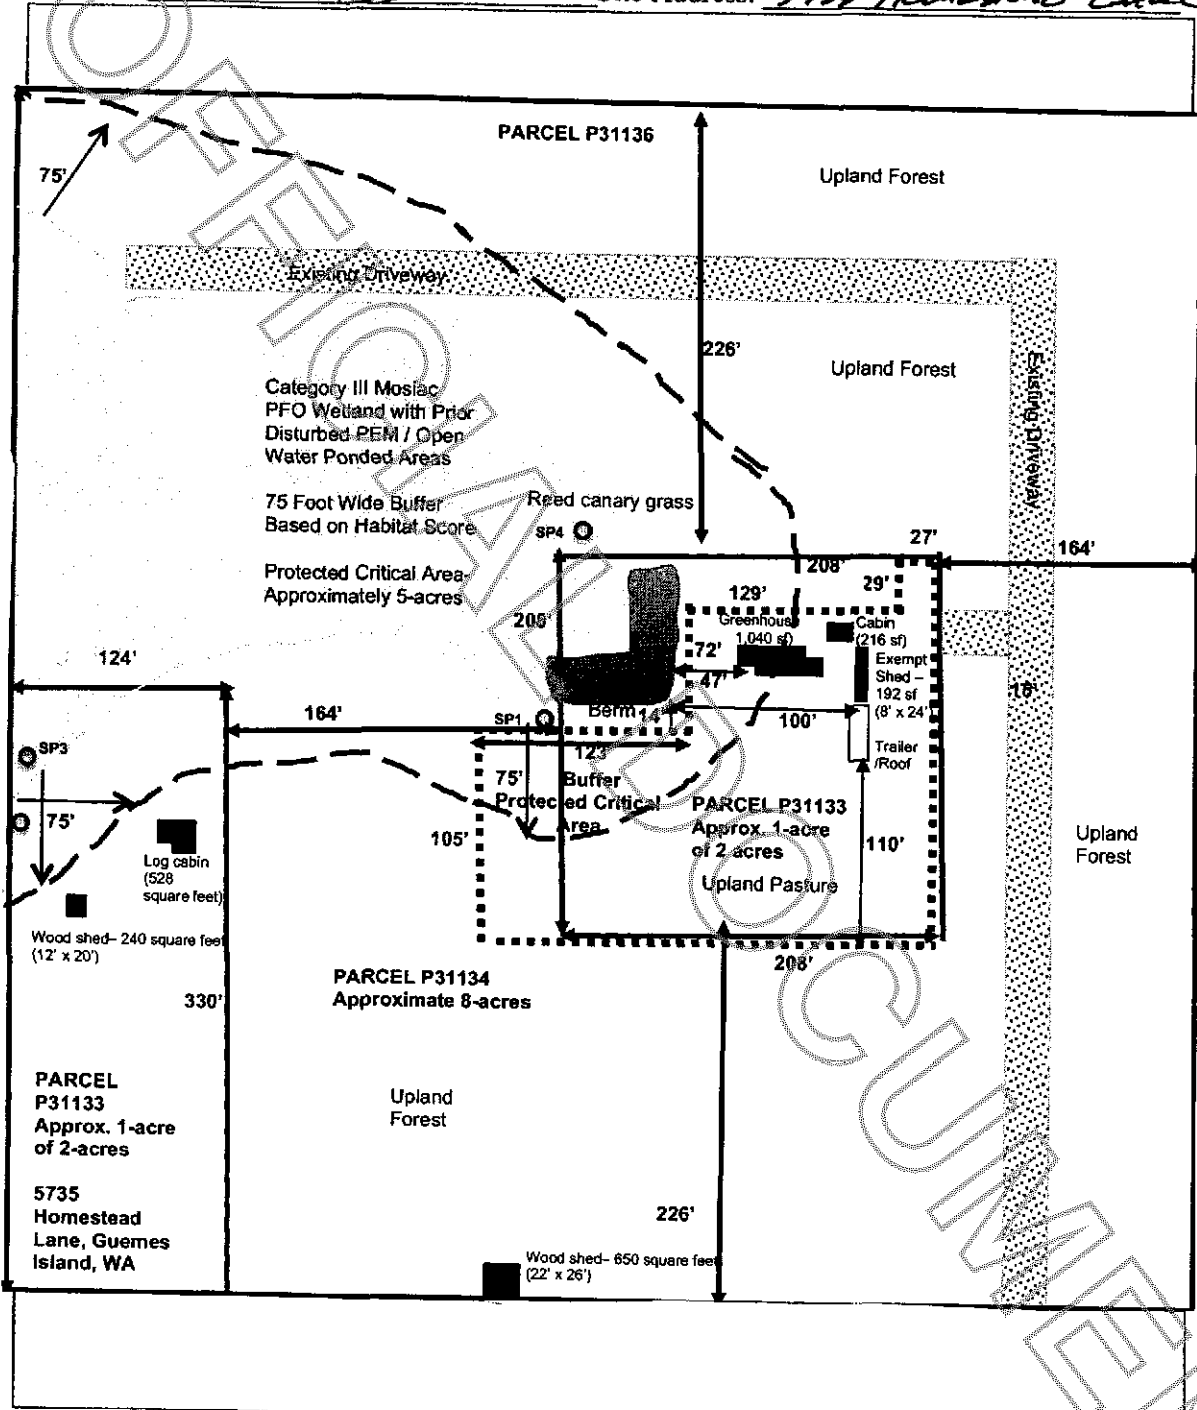 Site Address: 5735 Homestead Lane
PARCEL P31136
Upland Forest
75'
Existing Driveway
226'
Upland Forest
Existing Driveway
Category III Mosiac
PFO Wetland with Prior
Disturbed PEM / Open
Water Ponded Areas
75 Foot Wide Buffer
Based on Habitat Score
Protected Critical Area-
Approximately 5-acres
Reed canary grass
SP4
27'
164'
208'
29'
129'
205'
Greenhouse
1,040 sf)
Cabin
(216 sf)
72'
47'
Exempt
Shed –
192 sf
(8' x 24'
124'
164'
SP1
Berm
14'
100'
Trailer
/Roof
SP3
123'
75'
Buffer
Protected Critical
Area
PARCEL P31133
Approx. 1-acre
of 2 acres
75'
105'
110'
Upland
Forest
Log cabin
(528
square feet)
Upland Pasture
Wood shed– 240 square feet
(12' x 20')
208'
PARCEL P31134
Approximate 8-acres
330'
PARCEL
P31133
Approx. 1-acre
of 2-acres
Upland
Forest
5735
Homestead
Lane, Guemes
Island, WA
226'
Wood shed– 650 square feet
(22' x 26')
OFFICIAL DOCUME